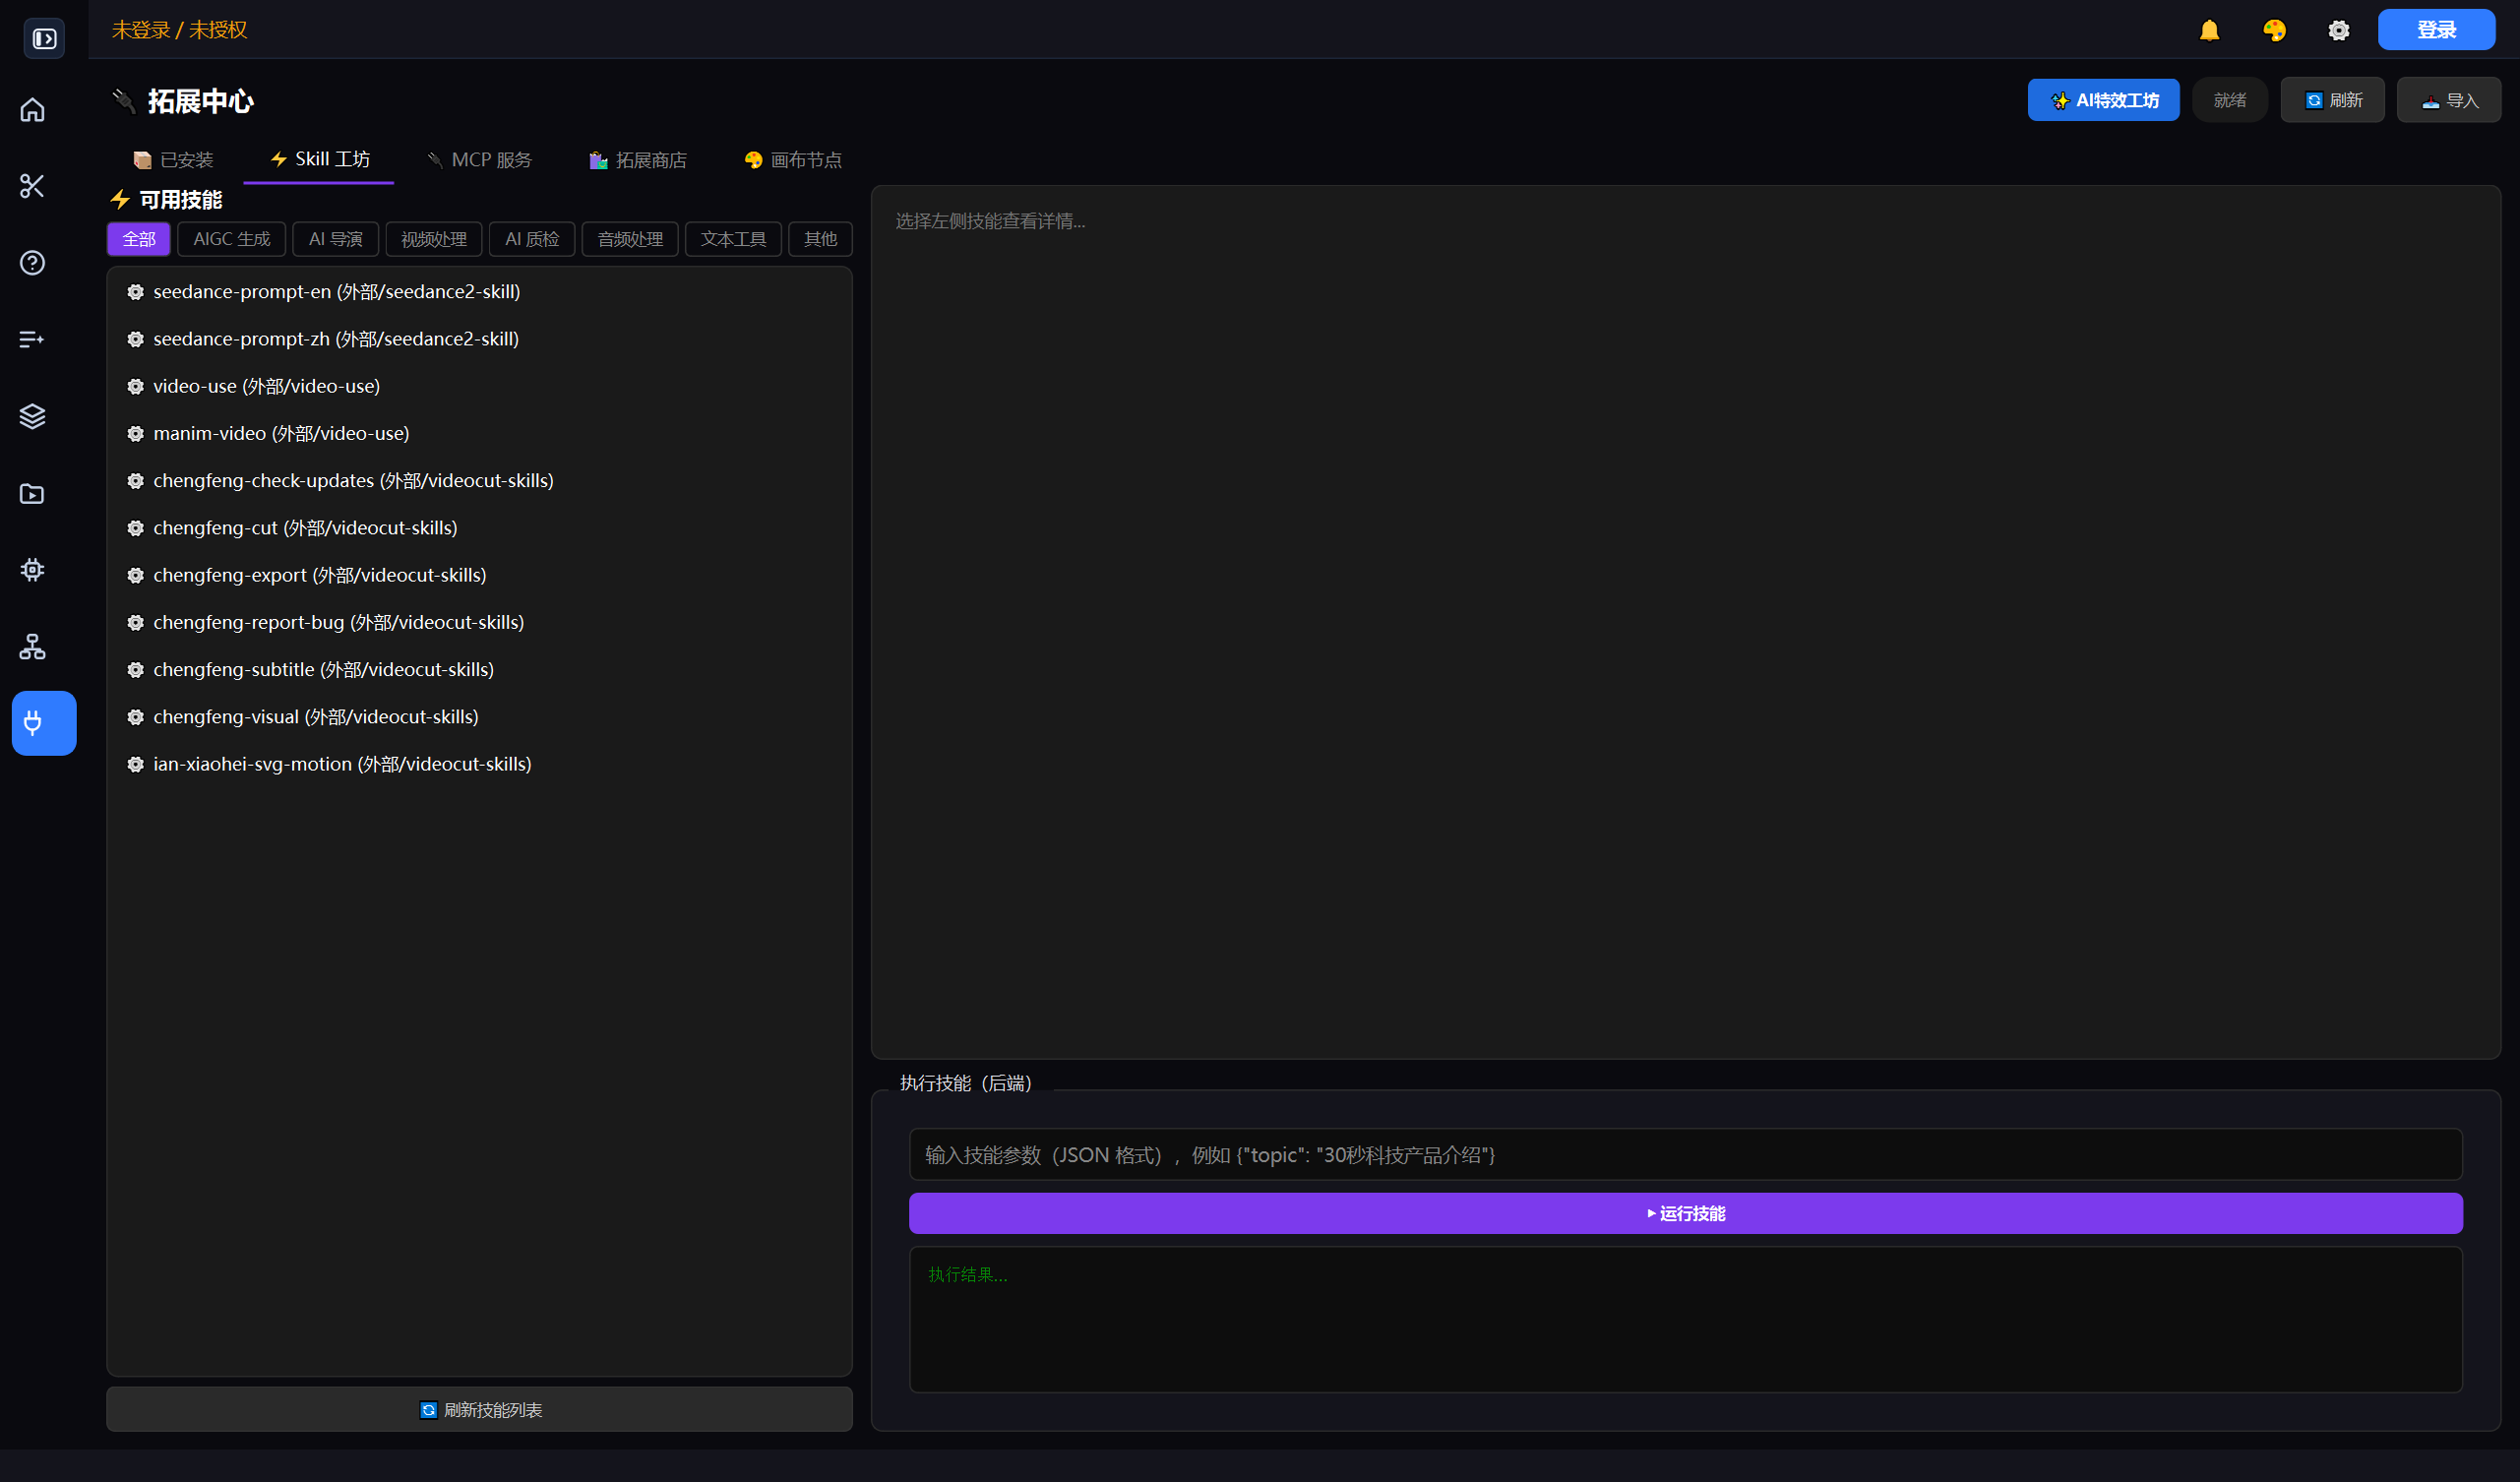 未登录 / 未授权
登录
拓展中心
AI特效工坊
就绪
刷新
导入
已安装
Skill 工坊
MCP 服务
拓展商店
画布节点
可用技能
全部
AIGC 生成
AI 导演
视频处理
AI 质检
音频处理
文本工具
其他
seedance-prompt-en (外部/seedance2-skill)
seedance-prompt-zh (外部/seedance2-skill)
video-use (外部/video-use)
manim-video (外部/video-use)
chengfeng-check-updates (外部/videocut-skills)
chengfeng-cut (外部/videocut-skills)
chengfeng-export (外部/videocut-skills)
chengfeng-report-bug (外部/videocut-skills)
chengfeng-subtitle (外部/videocut-skills)
chengfeng-visual (外部/videocut-skills)
ian-xiaohei-svg-motion (外部/videocut-skills)
刷新技能列表
选择左侧技能查看详情...
执行技能（后端）
输入技能参数（JSON 格式），例如 {"topic": "30秒科技产品介绍"}
运行技能
执行结果...